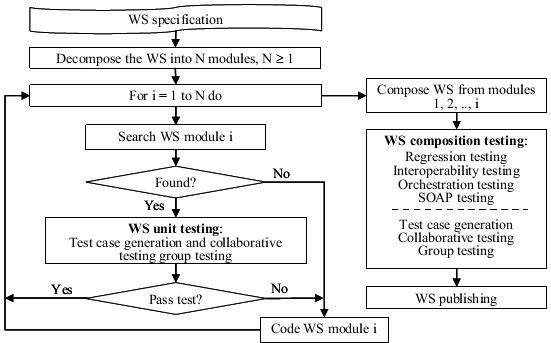 WS specification
Decompose the WS into N modules, N ≥ 1
For i = 1 to N do
Search WS module i
Found?
No
Yes
WS unit testing:
Test case generation and collaborative
testing group testing
Yes
Pass test?
No
Code WS module i
Compose WS from modules
1, 2, .., i
WS composition testing:
Regression testing
Interoperability testing
Orchestration testing
SOAP testing
Test case generation
Collaborative testing
Group testing
WS publishing